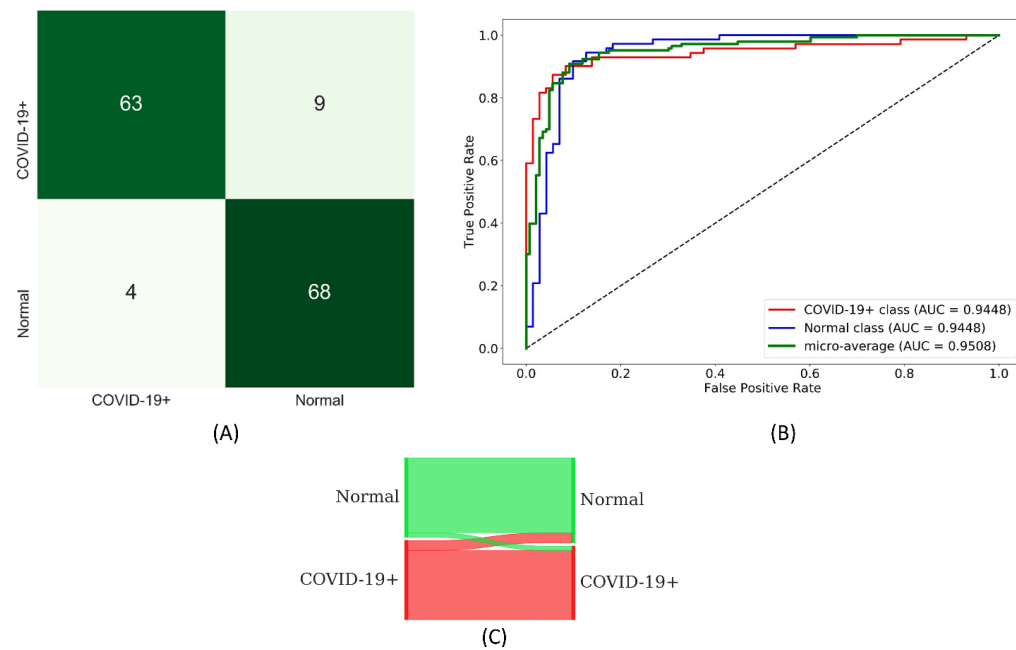 COVID-19+
63
9
Normal
4
68
COVID-19+
Normal
(A)
True Positive Rate
1.0
0.8
0.6
0.4
0.2
0.0
COVID-19+ class (AUC = 0.9448)
Normal class (AUC = 0.9448)
micro-average (AUC = 0.9508)
0.0
0.2
0.4
0.6
0.8
1.0
False Positive Rate
(B)
Normal
Normal
COVID-19+
COVID-19+
(C)